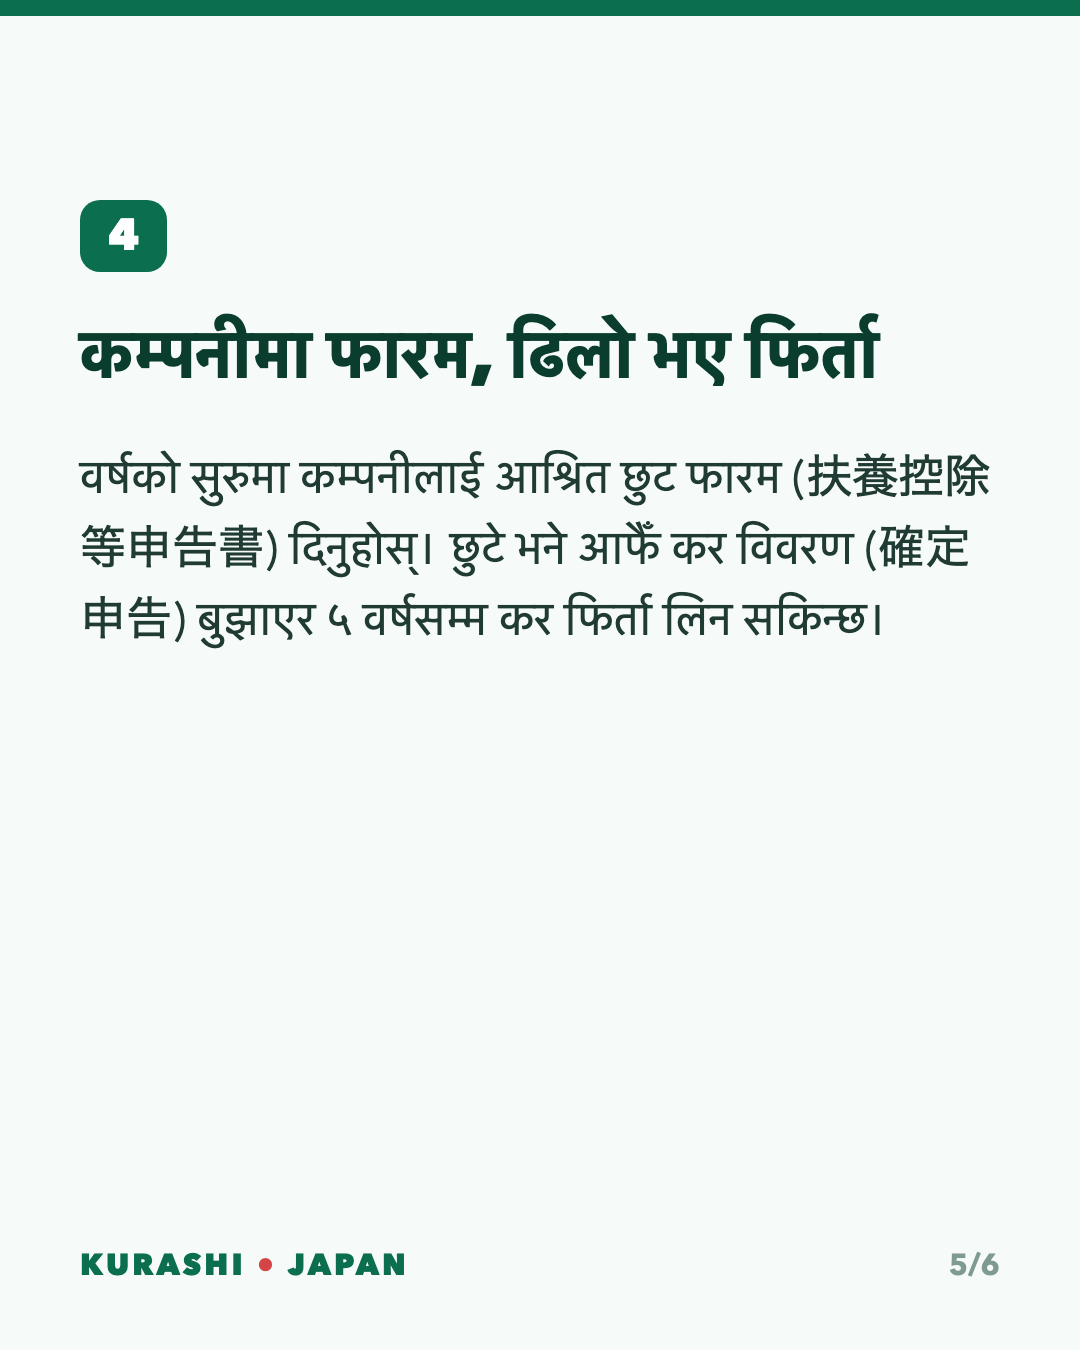 4
कम्पनीमा फारम, ढिलो भए फिर्ता
वर्षको सुरुमा कम्पनीलाई आश्रित छुट फारम (扶養控除
等申告書) दिनुहोस्। छुटे भने आफैँ कर विवरण (確定
申告) बुझाएर ५ वर्षसम्म कर फिर्ता लिन सकिन्छ।
KURASHI • JAPAN
5/6